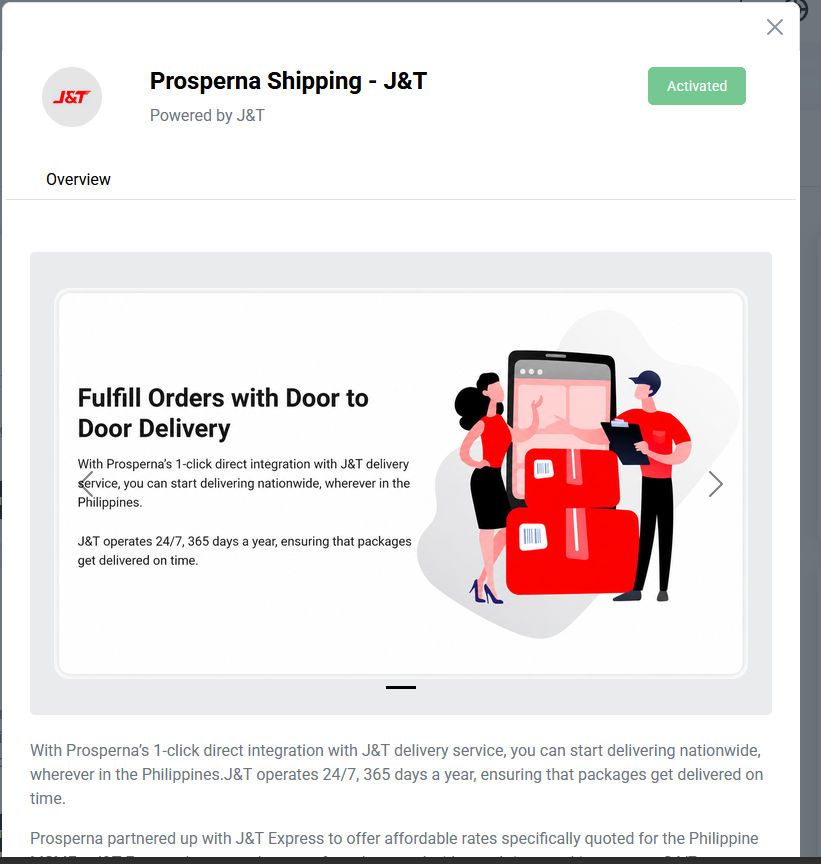 J&T
Prosperna Shipping - J&T
Powered by J&T
Activated
Overview
Fulfill Orders with Door to
Door Delivery
With Prosperna's 1-click direct integration with J&T delivery
service, you can start delivering nationwide, wherever in the
Philippines.
J&T operates 24/7, 365 days a year, ensuring that packages
get delivered on time.
With Prosperna's 1-click direct integration with J&T delivery service, you can start delivering nationwide,
wherever in the Philippines.J&T operates 24/7, 365 days a year, ensuring that packages get delivered on
time.
Prosperna partnered up with J&T Express to offer affordable rates specifically quoted for the Philippine